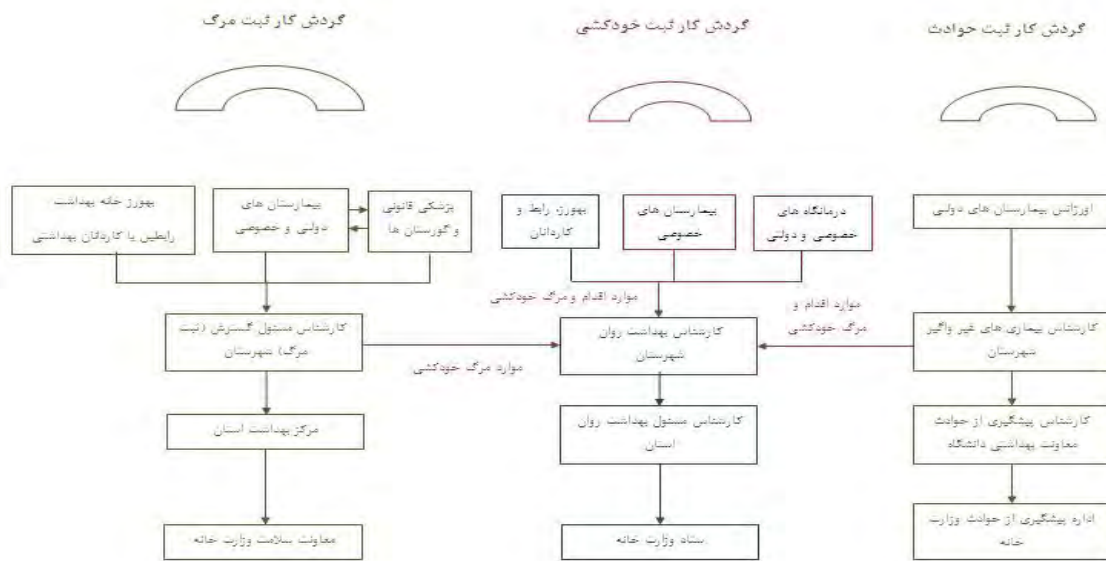 گردش کار ثبت حوادث
گردش کار ثبت خودکشی
گردش کار ثبت مرگ
اورژانس بیمارستان های دولتی
کارشناس بیماری های غیر واگیر
شهرستان
کارشناس پیشگیری از حوادث
معاونت بهداشتی دانشگاه
اداره پیشگیری از حوادث وزارت
خانه
موارد اقدام و
مرگ خودکشی
درمانگاه های
خصوصی و دولتی
بیمارستان های
خصوصی
بهورز، رابط و
کاردانان
موارد اقدام و مرگ خودکشی
کارشناس بهداشت روان
شهرستان
کارشناس مسئول بهداشت روان
استان
ستاد وزارت خانه
موارد مرگ خودکشی
پزشکی قانونی
و گورستان ها
بیمارستان های
دولتی و خصوصی
بهورز خانه بهداشت
رابطین یا کاردانان بهداشتی
کارشناس مسئول گسترش (ثبت
مرگ) شهرستان
مرکز بهداشت استان
معاونت سلامت وزارت خانه